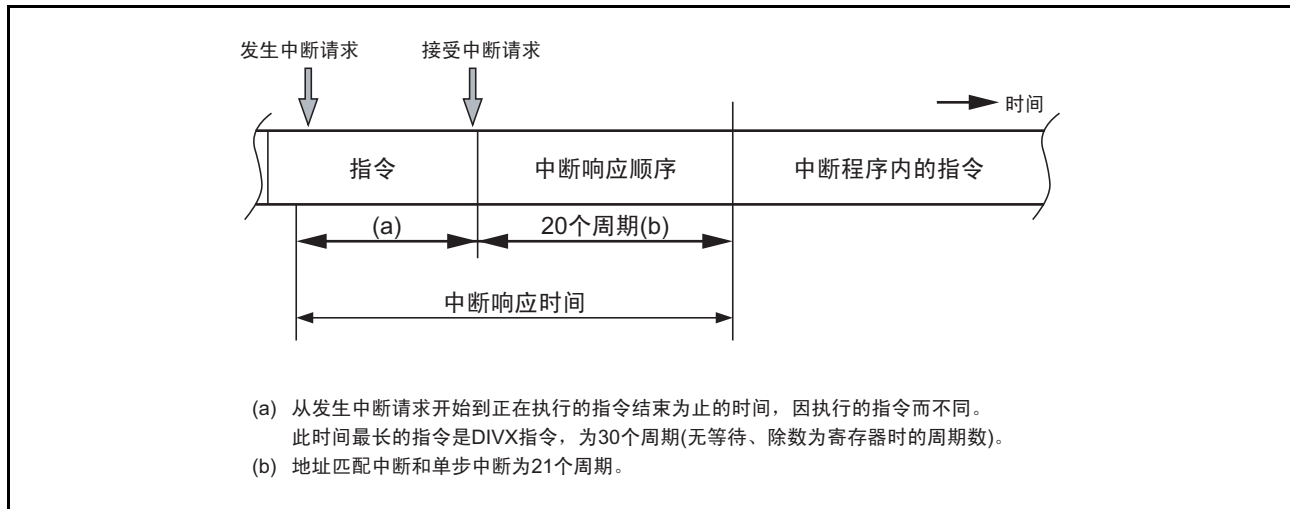 发生中断请求
接受中断请求
时间
指令
中断响应顺序
中断程序内的指令
(a)
20个周期(b)
中断响应时间
(a) 从发生中断请求开始到正在执行的指令结束为止的时间，因执行的指令而不同。
此时间最长的指令是DIVX指令，为30个周期(无等待、除数为寄存器时的周期数)。
(b) 地址匹配中断和单步中断为21个周期。